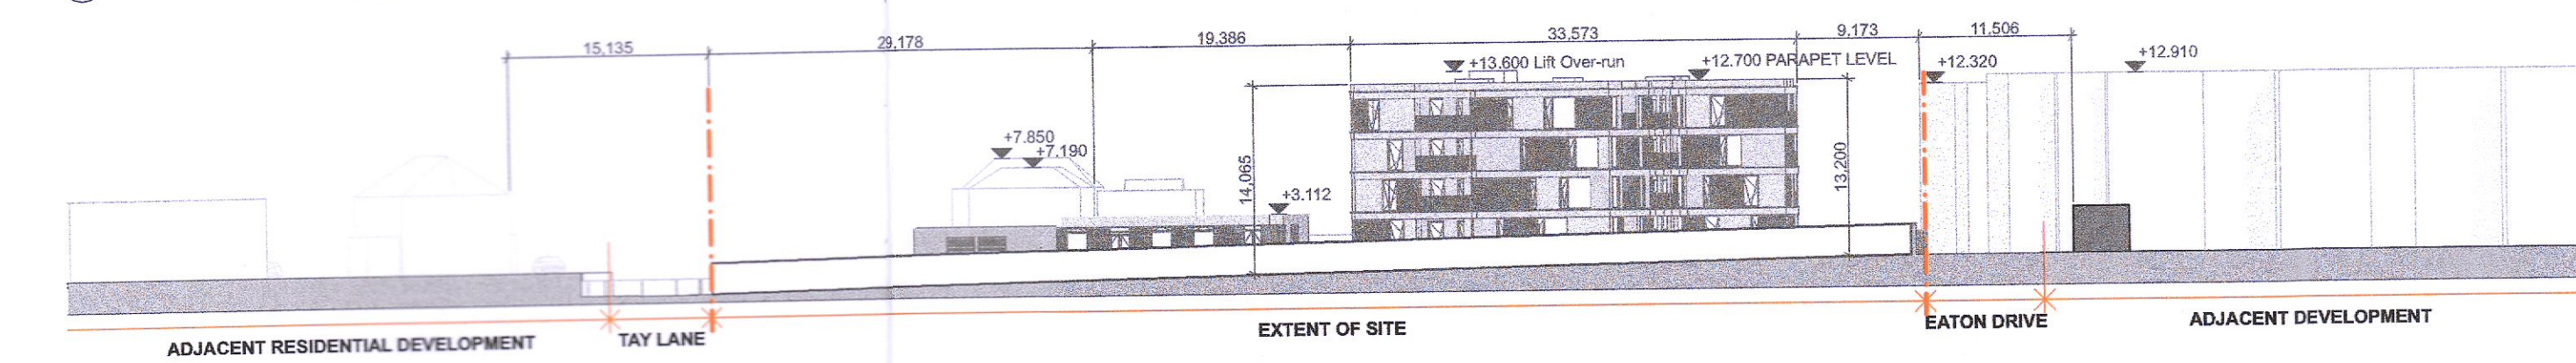 15,135
29,178
19,386
33,573
9,173
11,506
+13.600 Lift Over-run
+12.700 PARAPET LEVEL
+12.320
+12.910
+7.850
+7.190
+3.112
14,065
13,200
ADJACENT RESIDENTIAL DEVELOPMENT
TAY LANE
EXTENT OF SITE
EATON DRIVE
ADJACENT DEVELOPMENT